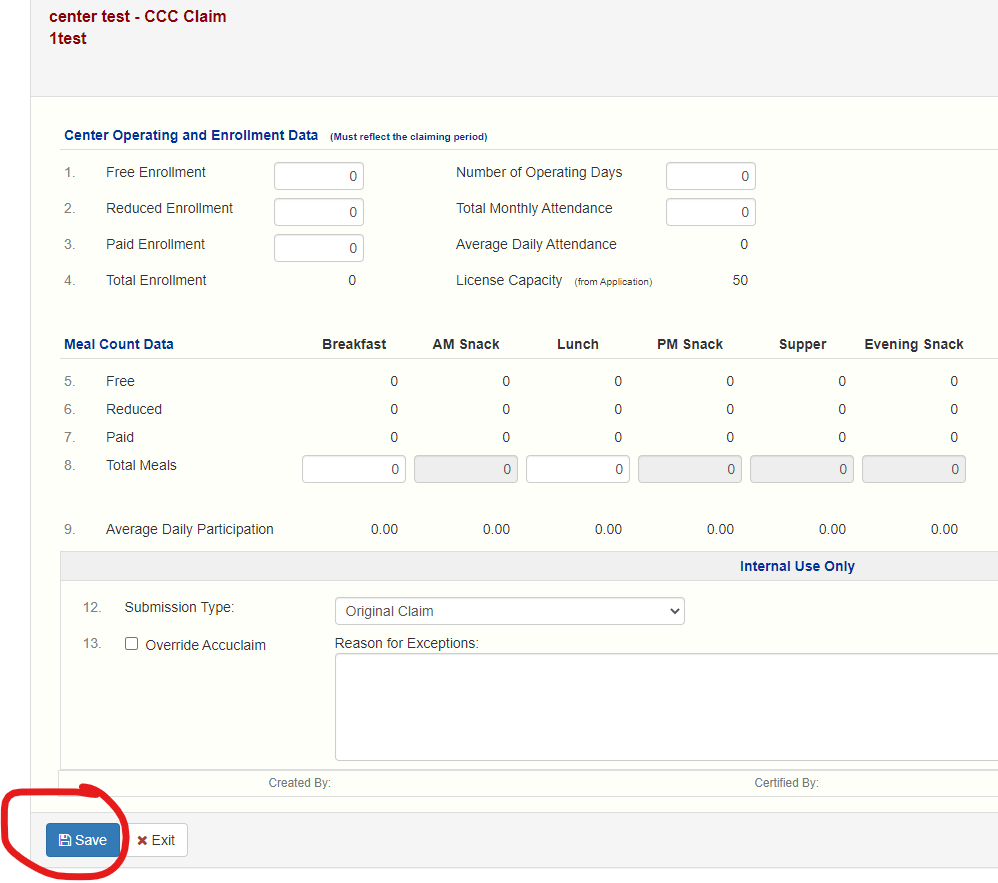 center test - CCC Claim
1test
Center Operating and Enrollment Data (Must reflect the claiming period)
1. Free Enrollment 0 Number of Operating Days 0
2. Reduced Enrollment 0 Total Monthly Attendance 0
3. Paid Enrollment 0 Average Daily Attendance 0
4. Total Enrollment 0 License Capacity (from Application) 50
Meal Count Data Breakfast AM Snack Lunch PM Snack Supper Evening Snack
5. Free 0 0 0 0 0 0
6. Reduced 0 0 0 0 0 0
7. Paid 0 0 0 0 0 0
8. Total Meals 0 0 0 0 0 0
9. Average Daily Participation 0.00 0.00 0.00 0.00 0.00 0.00
Internal Use Only
12. Submission Type: Original Claim
13. Override Accuclaim Reason for Exceptions:
Created By: Certified By:
Save Exit